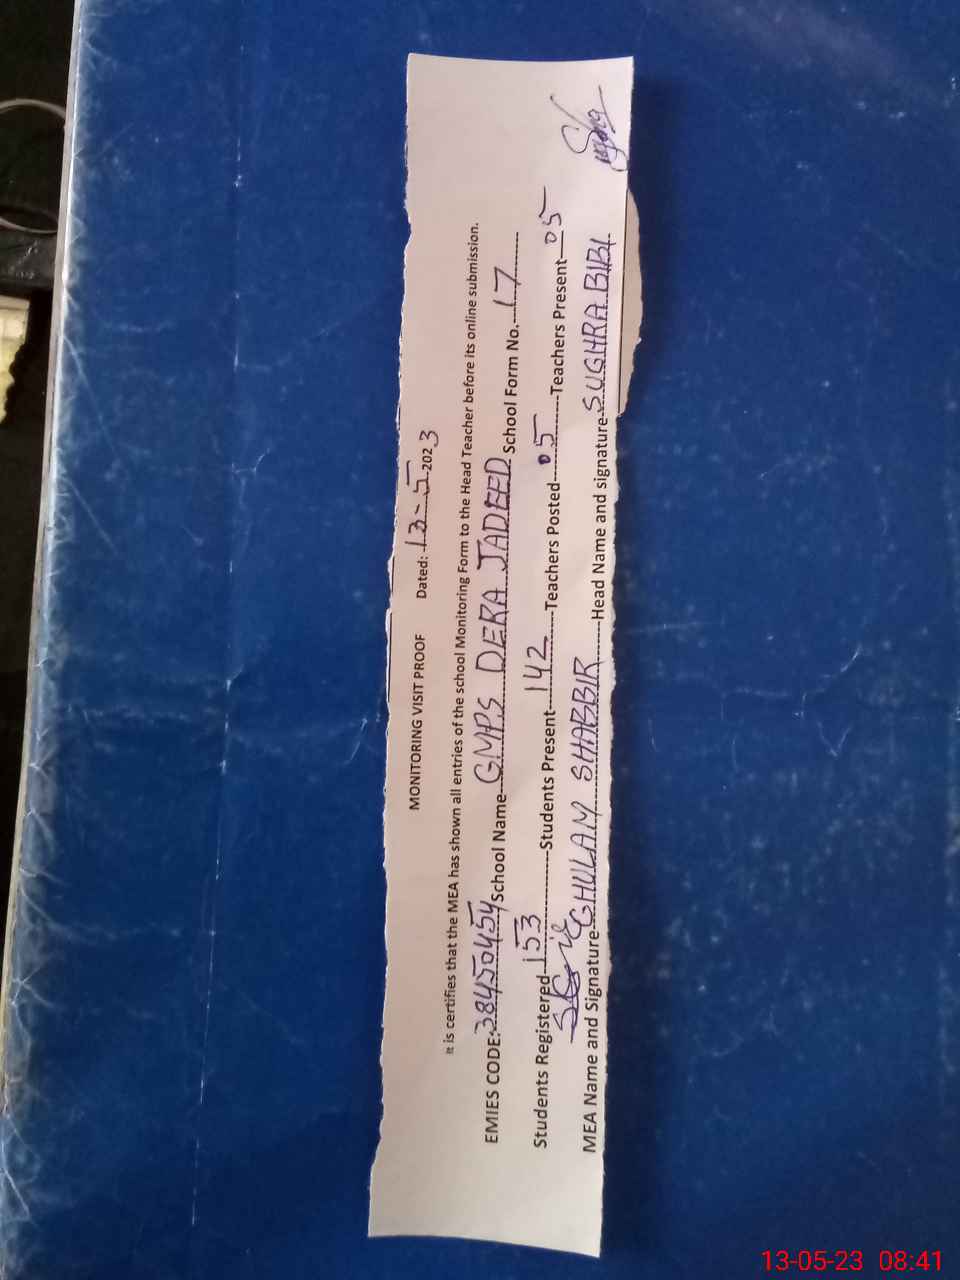 MONITORING VISIT PROOF Dated: 13-5-2023
It is certifies that the MEA has shown all entries of the school Monitoring Form to the Head Teacher before its online submission.
EMIES CODE: 38450454 School Name GMPS DERA JADEED School Form No. 17
Students Registered 153 Students Present 142 Teachers Posted 05 Teachers Present 05
MEA Name and Signature GHULAM SHABBIR Head Name and signature SUGHRA BIBI
13-05-23 08:41